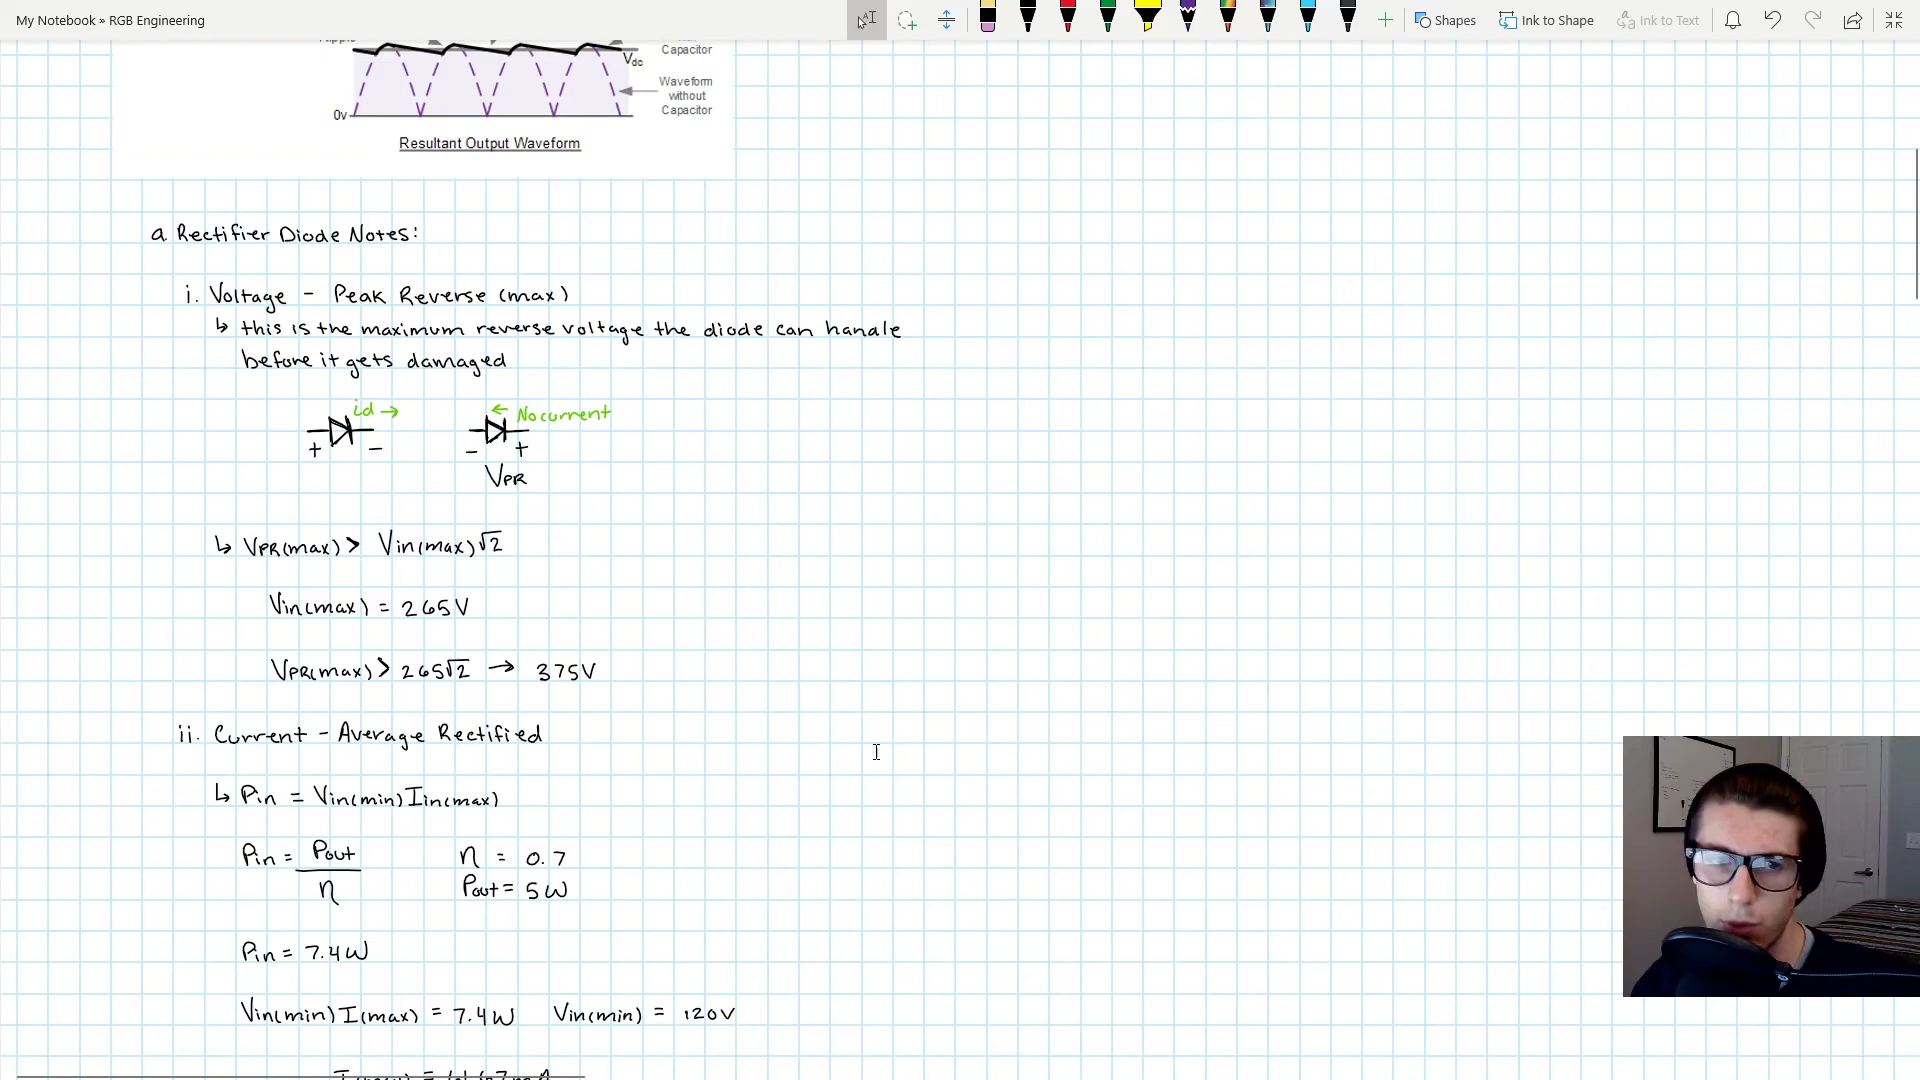 My Notebook » RGB Engineering
Shapes
Link to Shape
Ink to Text
Capacitor
Vdc
Waveform
without
Capacitor
0v
Resultant Output Waveform
a. Rectifier Diode Notes:
i. Voltage - Peak Reverse (max)
↳ this is the maximum reverse voltage the diode can handle
before it gets damaged
id →
← No current
+ -
- +
VPR
↳ VPR(max) > Vin(max)√2
Vin(max) = 265V
VPR(max) > 265√2 → 375V
ii. Current - Average Rectified
↳ Pin = Vin(min)Iin(max)
Pin = Pout / η
η = 0.7
Pout = 5W
Pin = 7.4W
Vin(min)I(max) = 7.4W Vin(min) = 120V